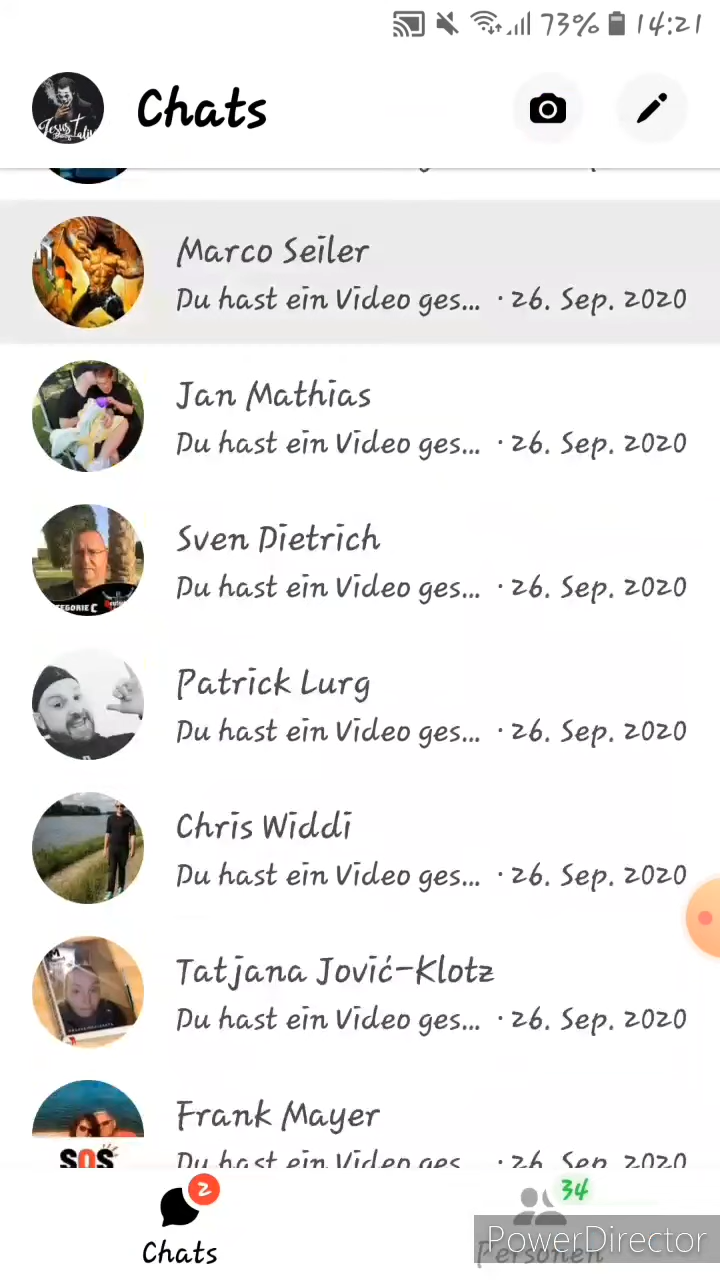 73% 14:21
Chats
Marco Seiler
Du hast ein Video ges... · 26. Sep. 2020
Jan Mathias
Du hast ein Video ges... · 26. Sep. 2020
Sven Dietrich
Du hast ein Video ges... · 26. Sep. 2020
Patrick Lurg
Du hast ein Video ges... · 26. Sep. 2020
Chris Widdi
Du hast ein Video ges... · 26. Sep. 2020
Tatjana Jović-Klotz
Du hast ein Video ges... · 26. Sep. 2020
Frank Mayer
SOS
Du hast ein Video ges... · 26. Sep. 2020
2
34
Chats
Personen
PowerDirector